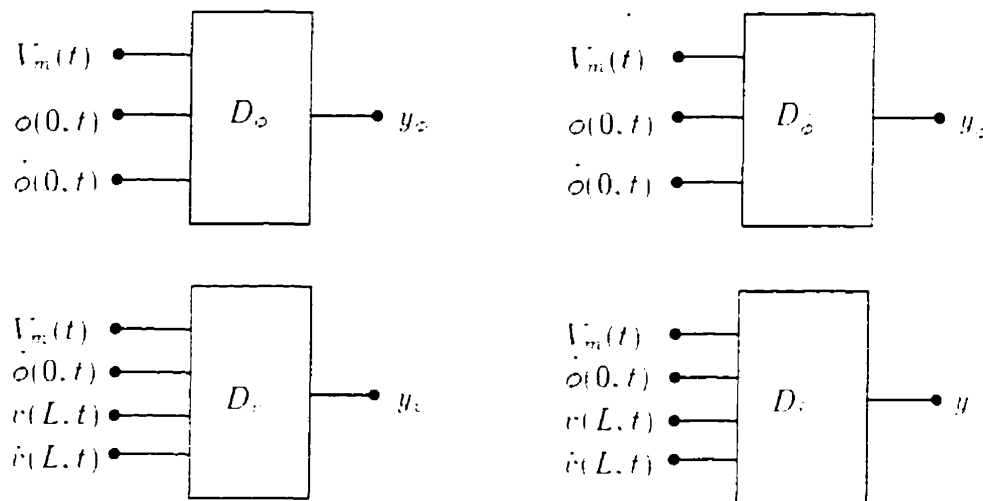 V_m(t)
ϕ(0, t)
D_ϕ
y_ϕ
ϕ̇(0, t)
V_m(t)
ϕ(0, t)
D_ϕ̇
ϕ̇(0, t)
V_m(t)
ϕ̇(0, t)
v(L, t)
v̇(L, t)
V_m(t)
ϕ̇(0, t)
v(L, t)
y
v̇(L, t)